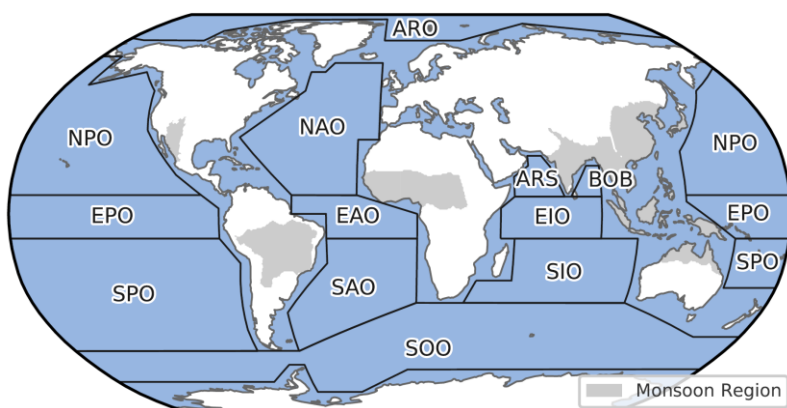 ARO
NPO
NAO
NPO
ARS
BOB
EPO
EAO
EIO
EPO
SPO
SAO
SIO
SPO
SOO
Monsoon Region